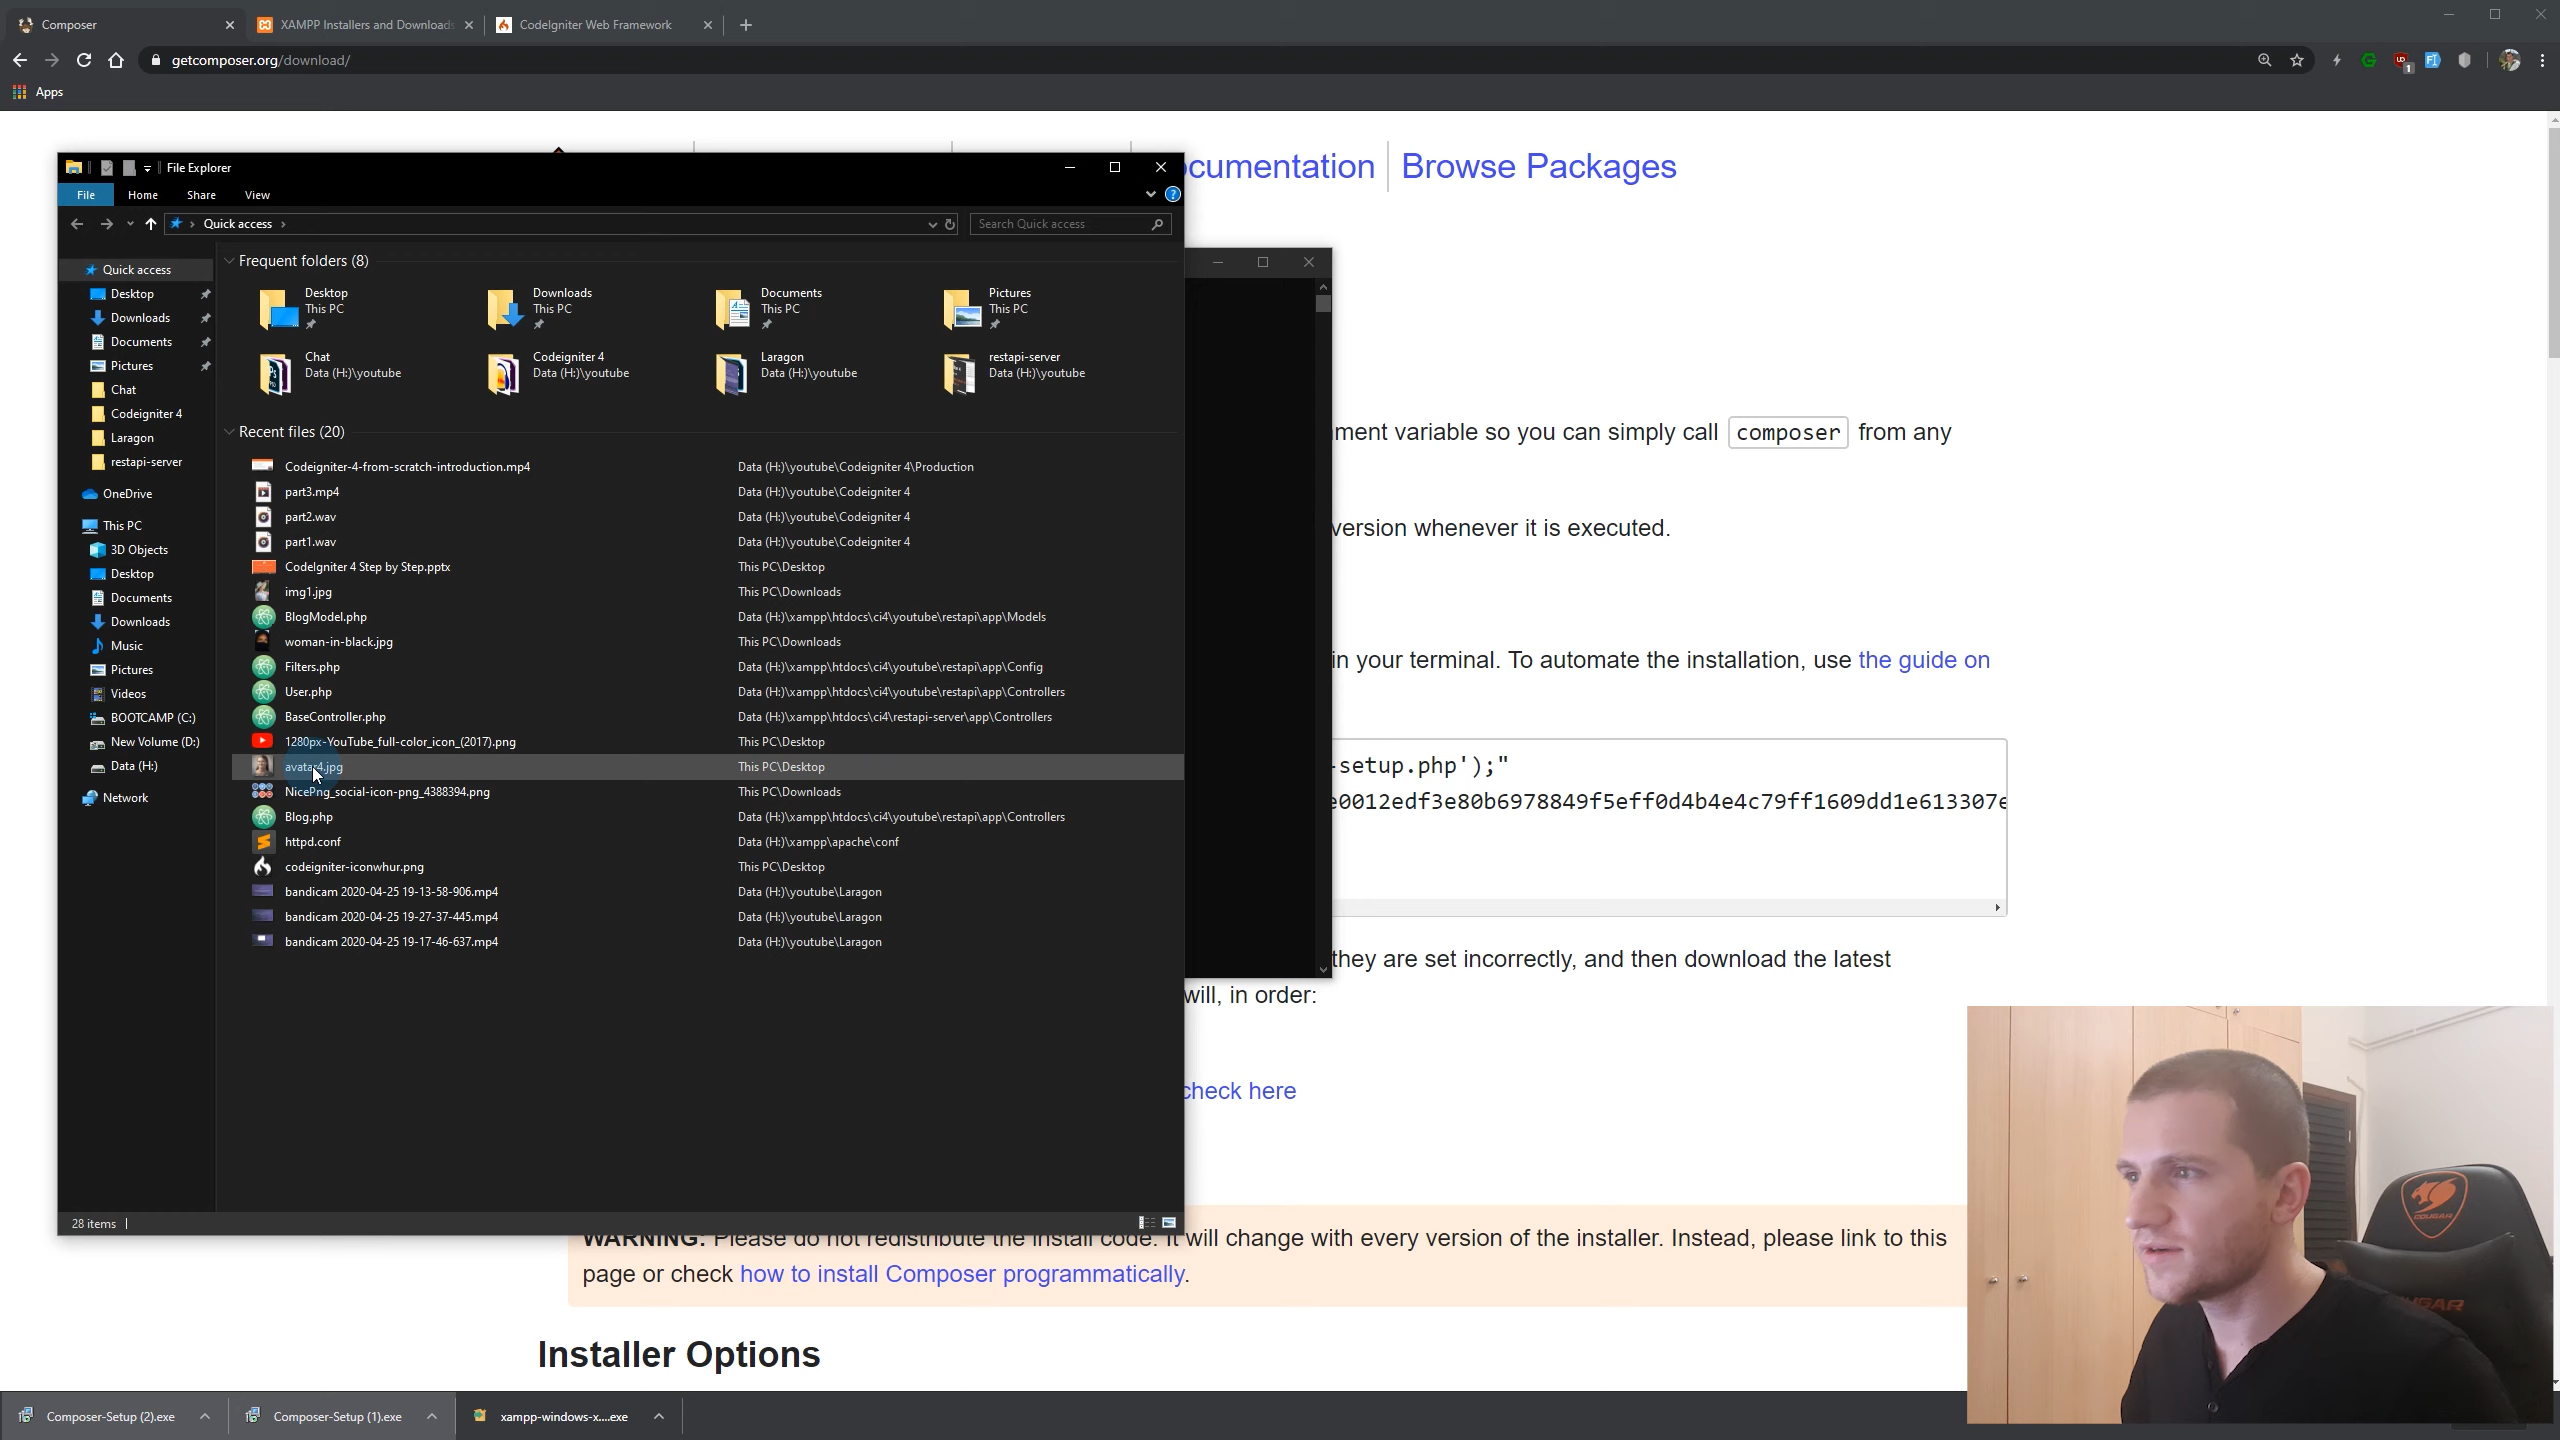 Composer
XAMPP Installers and Downloads
CodeIgniter Web Framework
getcomposer.org/download/
Apps
File Explorer
File
Home
Share
View
Quick access
Search Quick access
ocumentation
Browse Packages
Quick access
Desktop
Downloads
Documents
Pictures
Chat
Codeigniter 4
Laragon
restapi-server
OneDrive
This PC
3D Objects
Desktop
Documents
Downloads
Music
Pictures
Videos
BOOTCAMP (C:)
New Volume (D:)
Data (H:)
Network
Frequent folders (8)
Desktop
This PC
Downloads
This PC
Documents
This PC
Pictures
This PC
Chat
Data (H:)\youtube
Codeigniter 4
Data (H:)\youtube
Laragon
Data (H:)\youtube
restapi-server
Data (H:)\youtube
Recent files (20)
Codeigniter-4-from-scratch-introduction.mp4 Data (H:)\youtube\Codeigniter 4\Production
part3.mp4 Data (H:)\youtube\Codeigniter 4
part2.wav Data (H:)\youtube\Codeigniter 4
part1.wav Data (H:)\youtube\Codeigniter 4
CodeIgniter 4 Step by Step.pptx This PC\Desktop
img1.jpg This PC\Downloads
BlogModel.php Data (H:)\xampp\htdocs\ci4\youtube\restapi\app\Models
woman-in-black.jpg This PC\Downloads
Filters.php Data (H:)\xampp\htdocs\ci4\youtube\restapi\app\Config
User.php Data (H:)\xampp\htdocs\ci4\youtube\restapi\app\Controllers
BaseController.php Data (H:)\xampp\htdocs\ci4\restapi-server\app\Controllers
1280px-YouTube_full-color_icon_(2017).png This PC\Desktop
avatar4.jpg This PC\Desktop
NicePng_social-icon-png_4388394.png This PC\Downloads
Blog.php Data (H:)\xampp\htdocs\ci4\youtube\restapi\app\Controllers
httpd.conf Data (H:)\xampp\apache\conf
codeigniter-iconwhur.png This PC\Desktop
bandicam 2020-04-25 19-13-58-906.mp4 Data (H:)\youtube\Laragon
bandicam 2020-04-25 19-27-37-445.mp4 Data (H:)\youtube\Laragon
bandicam 2020-04-25 19-17-46-637.mp4 Data (H:)\youtube\Laragon
28 items
nment variable so you can simply call composer from any
version whenever it is executed.
in your terminal. To automate the installation, use the guide on
-setup.php');"
e0012edf3e80b6978849f5eff0d4b4e4c79ff1609dd1e613307e
they are set incorrectly, and then download the latest
will, in order:
check here
WARNING: Please do not redistribute the install code. It will change with every version of the installer. Instead, please link to this
page or check how to install Composer programmatically.
Installer Options
COUGAR
Composer-Setup (2).exe
Composer-Setup (1).exe
xampp-windows-x....exe